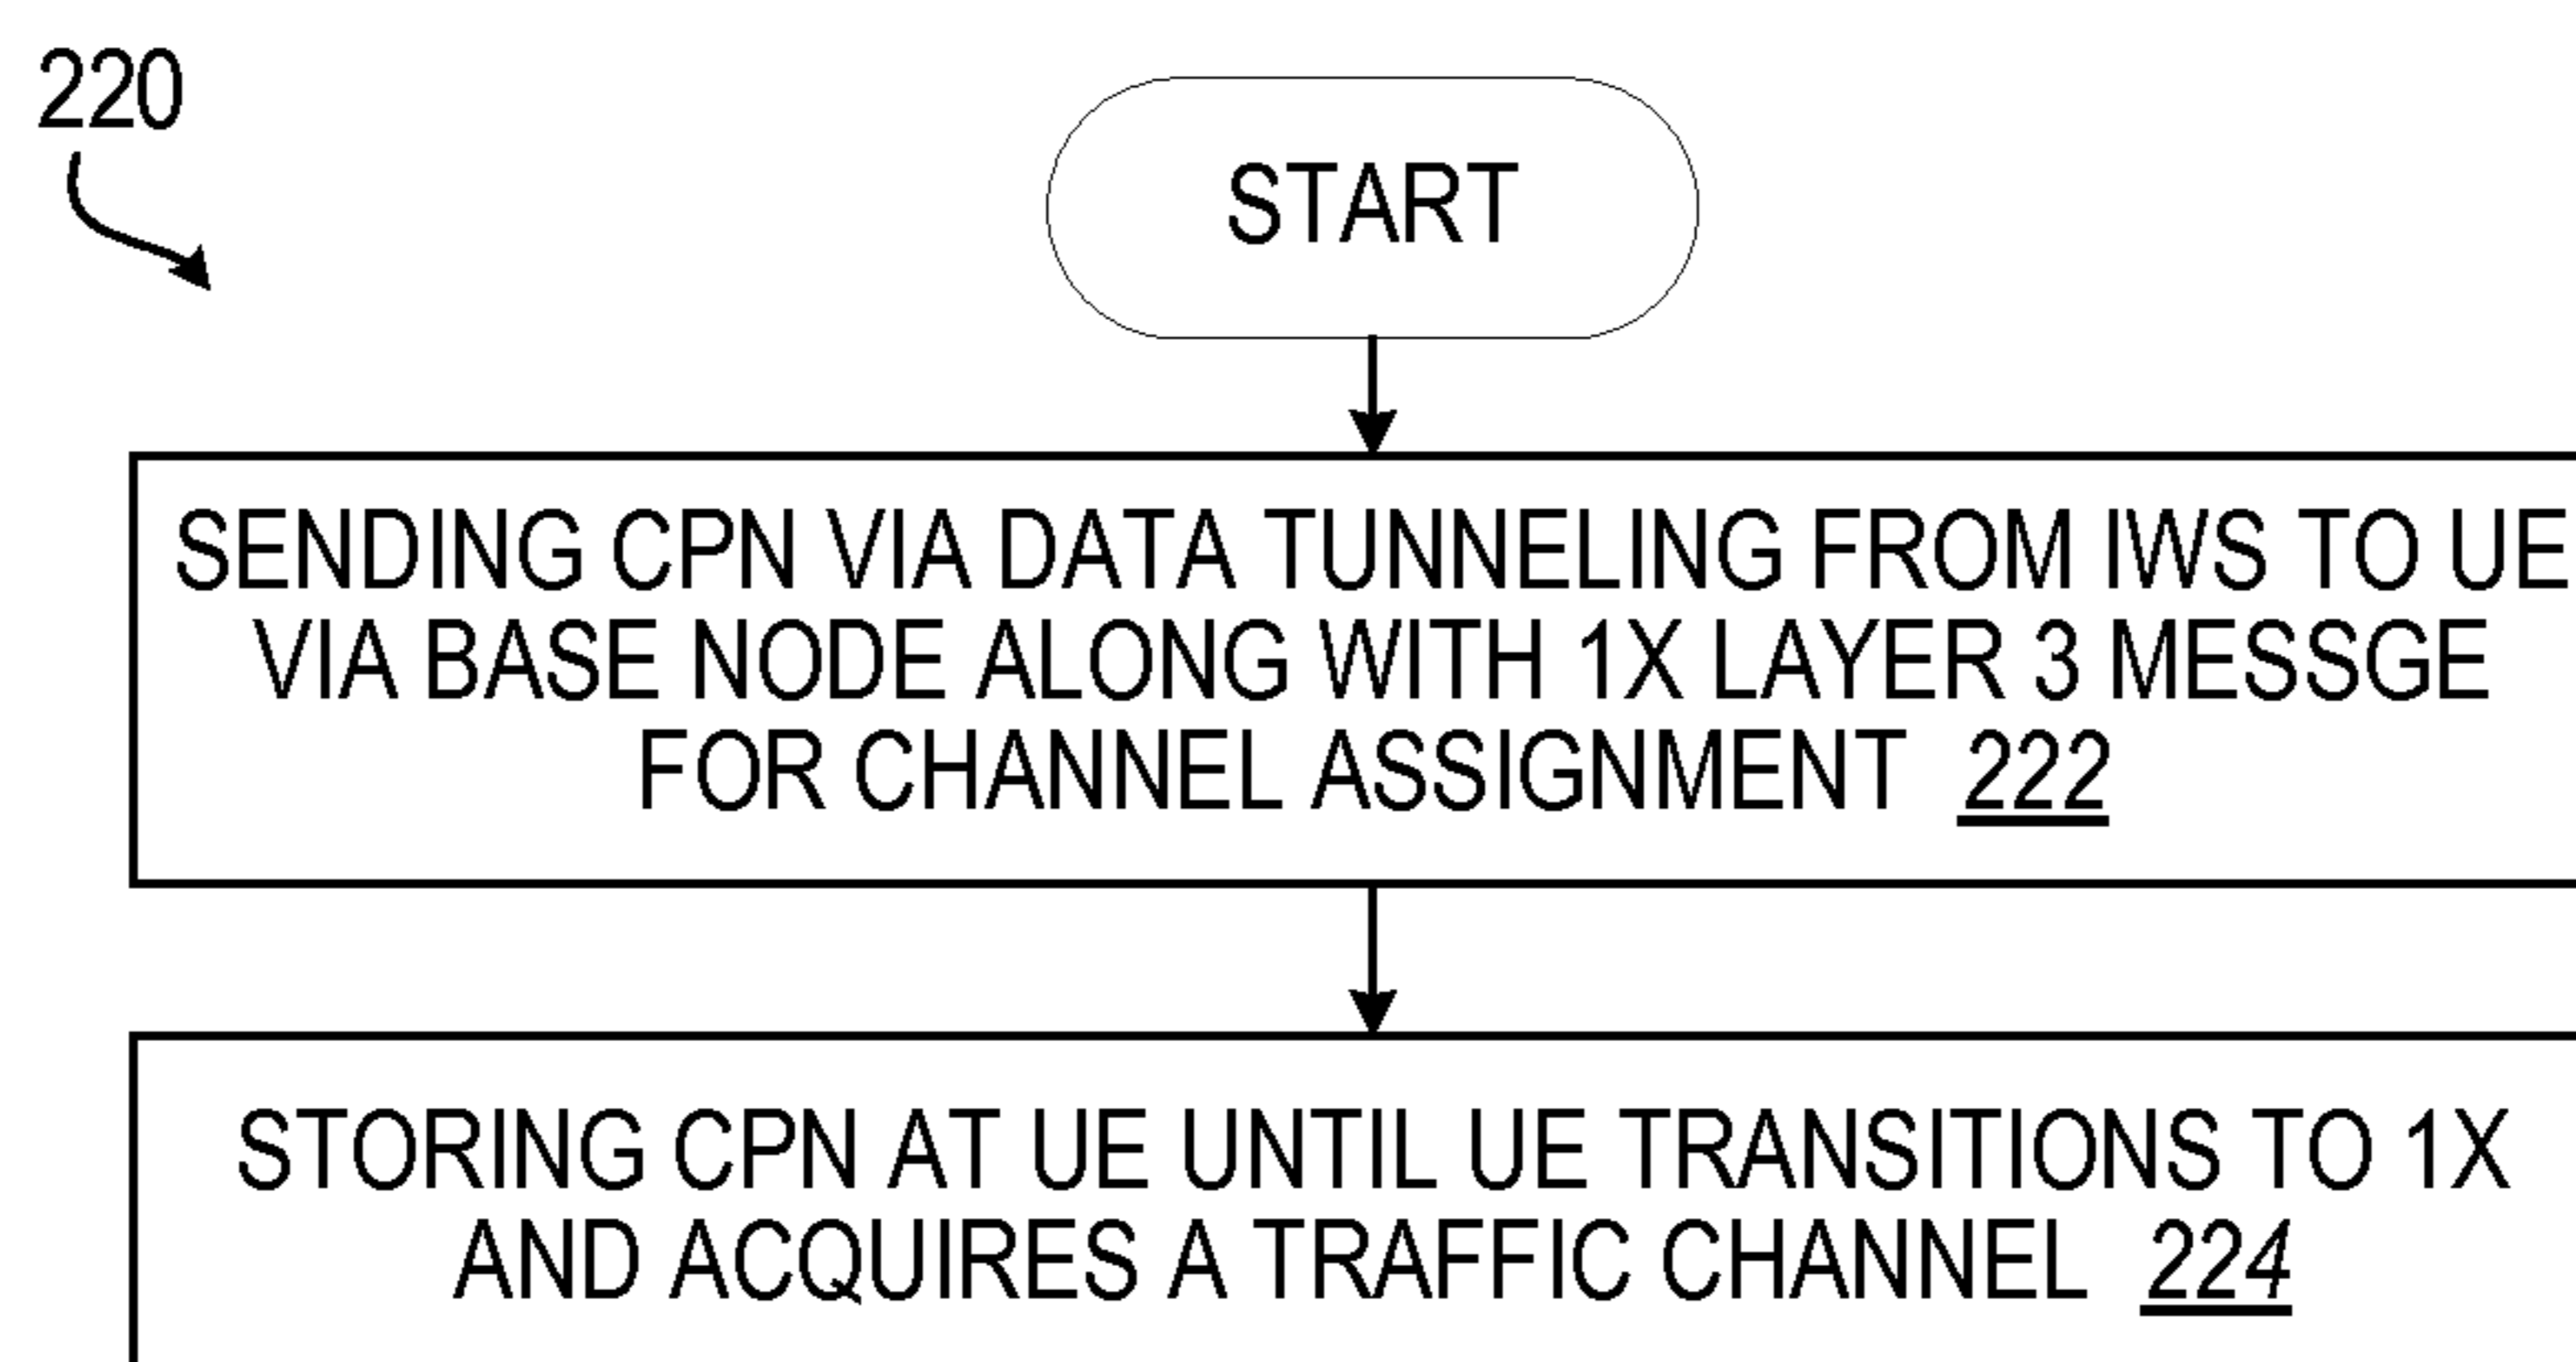 220
START
SENDING CPN VIA DATA TUNNELING FROM IWS TO UE
VIA BASE NODE ALONG WITH 1X LAYER 3 MESSGE
FOR CHANNEL ASSIGNMENT 222
STORING CPN AT UE UNTIL UE TRANSITIONS TO 1X
AND ACQUIRES A TRAFFIC CHANNEL 224